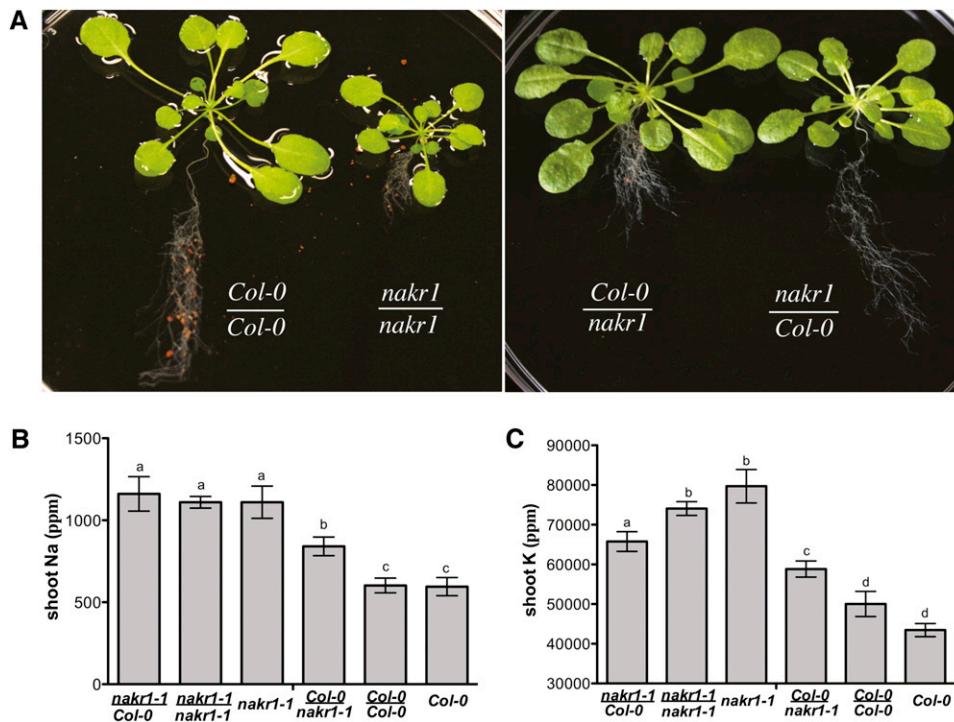 A
Col-0
Col-0
nakr1
nakr1
Col-0
nakr1
nakr1
Col-0
B
shoot Na (ppm)
1500
1000
500
0
a
a
a
b
c
c
nakr1-1
Col-0
nakr1-1
nakr1-1
nakr1-1
Col-0
nakr1-1
Col-0
Col-0
Col-0
C
shoot K (ppm)
90000
80000
70000
60000
50000
40000
30000
a
b
b
c
d
d
nakr1-1
Col-0
nakr1-1
nakr1-1
nakr1-1
Col-0
nakr1-1
Col-0
Col-0
Col-0